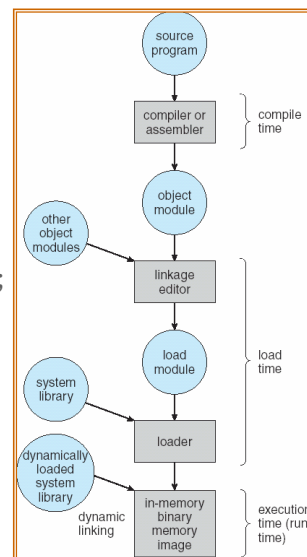 source
program
compiler or
assembler
compile
time
object
module
other
object
modules
linkage
editor
load
module
load
time
system
library
loader
dynamically
loaded
system
library
dynamic
linking
in-memory
binary
memory
image
execution
time (run
time)
;